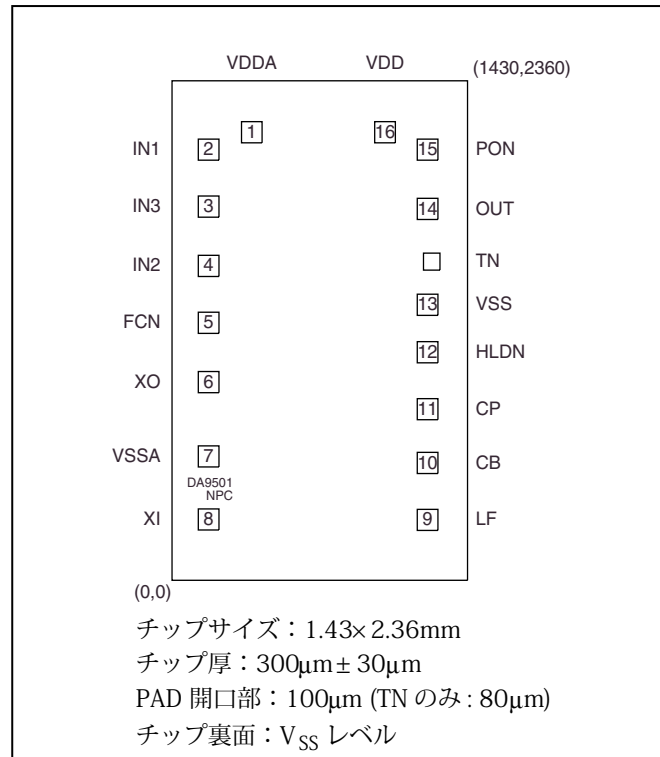 VDDA VDD (1430,2360)
1 16
IN1 2 15 PON
IN3 3 14 OUT
IN2 4 TN
FCN 5 13 VSS
12 HLDN
XO 6
11 CP
VSSA 7 10 CB
DA9501
NPC
XI 8 9 LF
(0,0)
チップサイズ：1.43×2.36mm
チップ厚：300μm±30μm
PAD 開口部：100μm (TN のみ : 80μm)
チップ裏面：VSS レベル